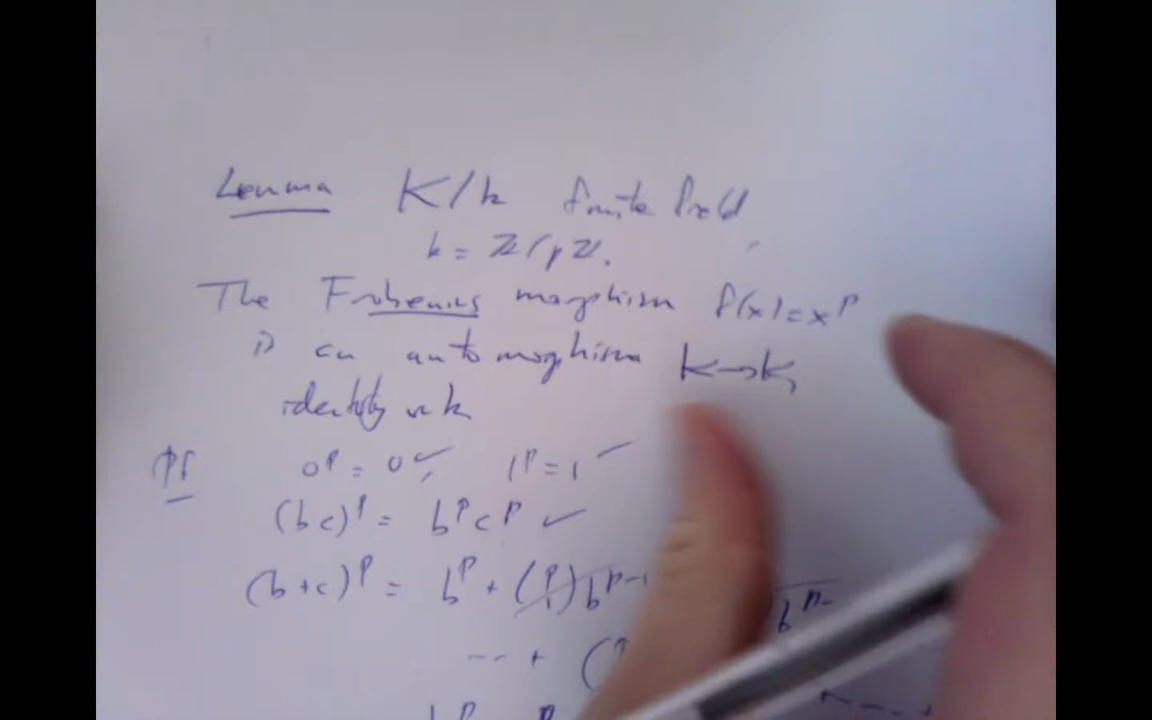 Lemma K/k finite field
k = ℤ/pℤ.
The Frobenius morphism f(x)=x^p
is an automorphism K→K,
identity on k
Pf 0^p = 0 ✓, 1^p = 1 ✓
(bc)^p = b^p c^p ✓
(b+c)^p = b^p + (p 1) b^{p-1} b^{p-
--- + (p
b^p p